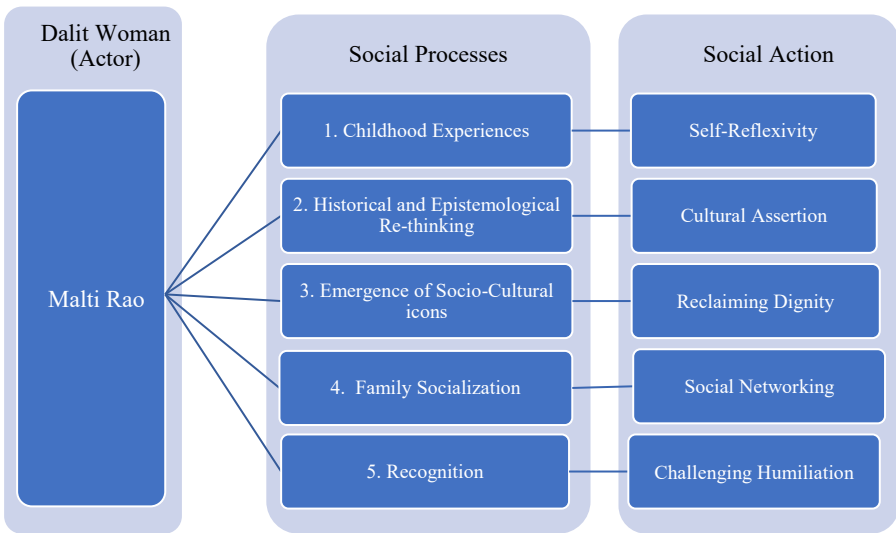 Dalit Woman
(Actor)
Malti Rao
Social Processes
1. Childhood Experiences
2. Historical and Epistemological
Re-thinking
3. Emergence of Socio-Cultural
icons
4. Family Socialization
5. Recognition
Social Action
Self-Reflexivity
Cultural Assertion
Reclaiming Dignity
Social Networking
Challenging Humiliation